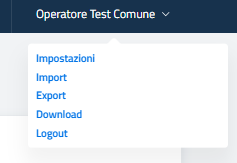 Operatore Test Comune
Impostazioni
Import
Export
Download
Logout